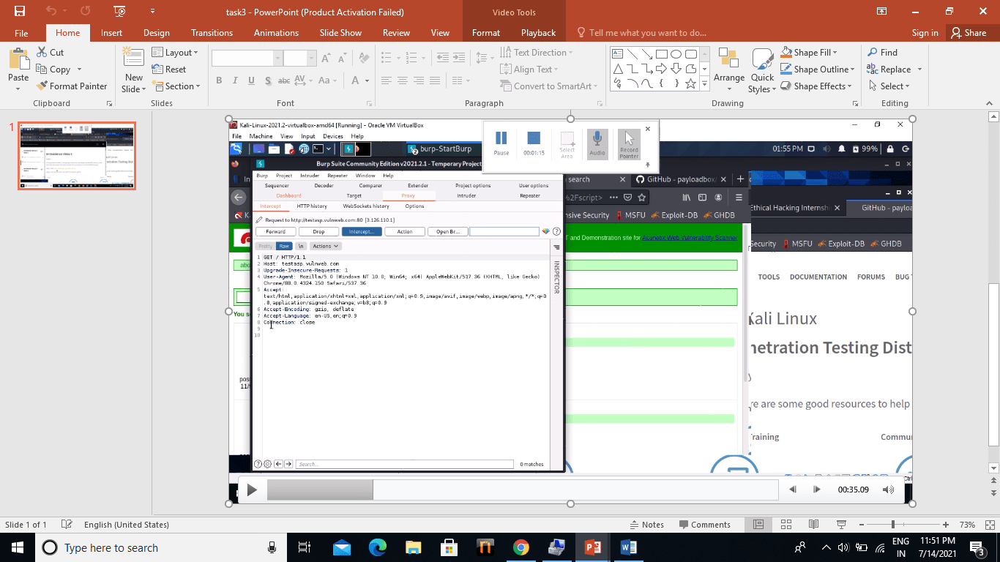 task3 - PowerPoint (Product Activation Failed)
Video Tools
File Home Insert Design Transitions Animations Slide Show Review View Format Playback Tell me what you want to do... Sign in Share
Paste Cut Copy Format Painter
Clipboard
New Slide Layout Reset Section
Slides
B I U S abc AV Aa A
Font
Text Direction Align Text Convert to SmartArt
Paragraph
Arrange Quick Styles Shape Fill Shape Outline Shape Effects
Drawing
Find Replace Select
Editing
1
Kali-Linux-2021.2-virtualbox-amd64 [Running] - Oracle VM VirtualBox
File Machine View Input Devices Help
Pause 00:01:15 Select Area Audio Record Pointer
burp-StartBurp
01:55 PM 99%
Burp Suite Community Edition v2021.2.1 - Temporary Project
Burp Project Intruder Repeater Window Help
Sequencer Decoder Comparer Extender Project options User options
Dashboard Target Proxy Intruder Repeater
Intercept HTTP history WebSockets history Options
Request to http://testasp.vulnweb.com:80 [3.126.110.1]
Forward Drop Intercept... Action Open Br...
Pretty Raw \n Actions
1 GET / HTTP/1.1
2 Host: testasp.vulnweb.com
3 Upgrade-Insecure-Requests: 1
4 User-Agent: Mozilla/5.0 (Windows NT 10.0; Win64; x64) AppleWebKit/537.36 (KHTML, like Gecko)
Chrome/88.0.4324.150 Safari/537.36
5 Accept:
text/html,application/xhtml+xml,application/xml;q=0.9,image/avif,image/webp,image/apng,*/*;q=0
.8,application/signed-exchange;v=b3;q=0.9
6 Accept-Encoding: gzip, deflate
7 Accept-Language: en-US,en;q=0.9
8 Connection: close
9
10
INSPECTOR
Search...
0 matches
search
GitHub - payloadbox/
%2Fscript>
nsive Security MSFU Exploit-DB GHDB
T and Demonstration site for Acunetix Web Vulnerability Scanner
abo
You s
pos
11/
Ethical Hacking Internshi
GitHub - payloa
Security MSFU Exploit-DB GHDB
TOOLS DOCUMENTATION FORUMS BUG T
Kali Linux
netration Testing Dist
re are some good resources to help
Training
Commu
Ctrl
00:35.09
Slide 1 of 1 English (United States) Notes Comments 73%
Type here to search
ENG
IN
11:51 PM
7/14/2021
3